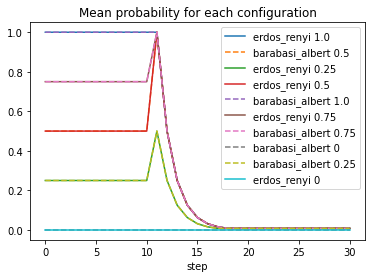 Mean probability for each configuration
1.0
0.8
0.6
0.4
0.2
0.0
erdos_renyi 1.0
barabasi_albert 0.5
erdos_renyi 0.25
erdos_renyi 0.5
barabasi_albert 1.0
erdos_renyi 0.75
barabasi_albert 0.75
barabasi_albert 0
barabasi_albert 0.25
erdos_renyi 0
0 5 10 15 20 25 30
step